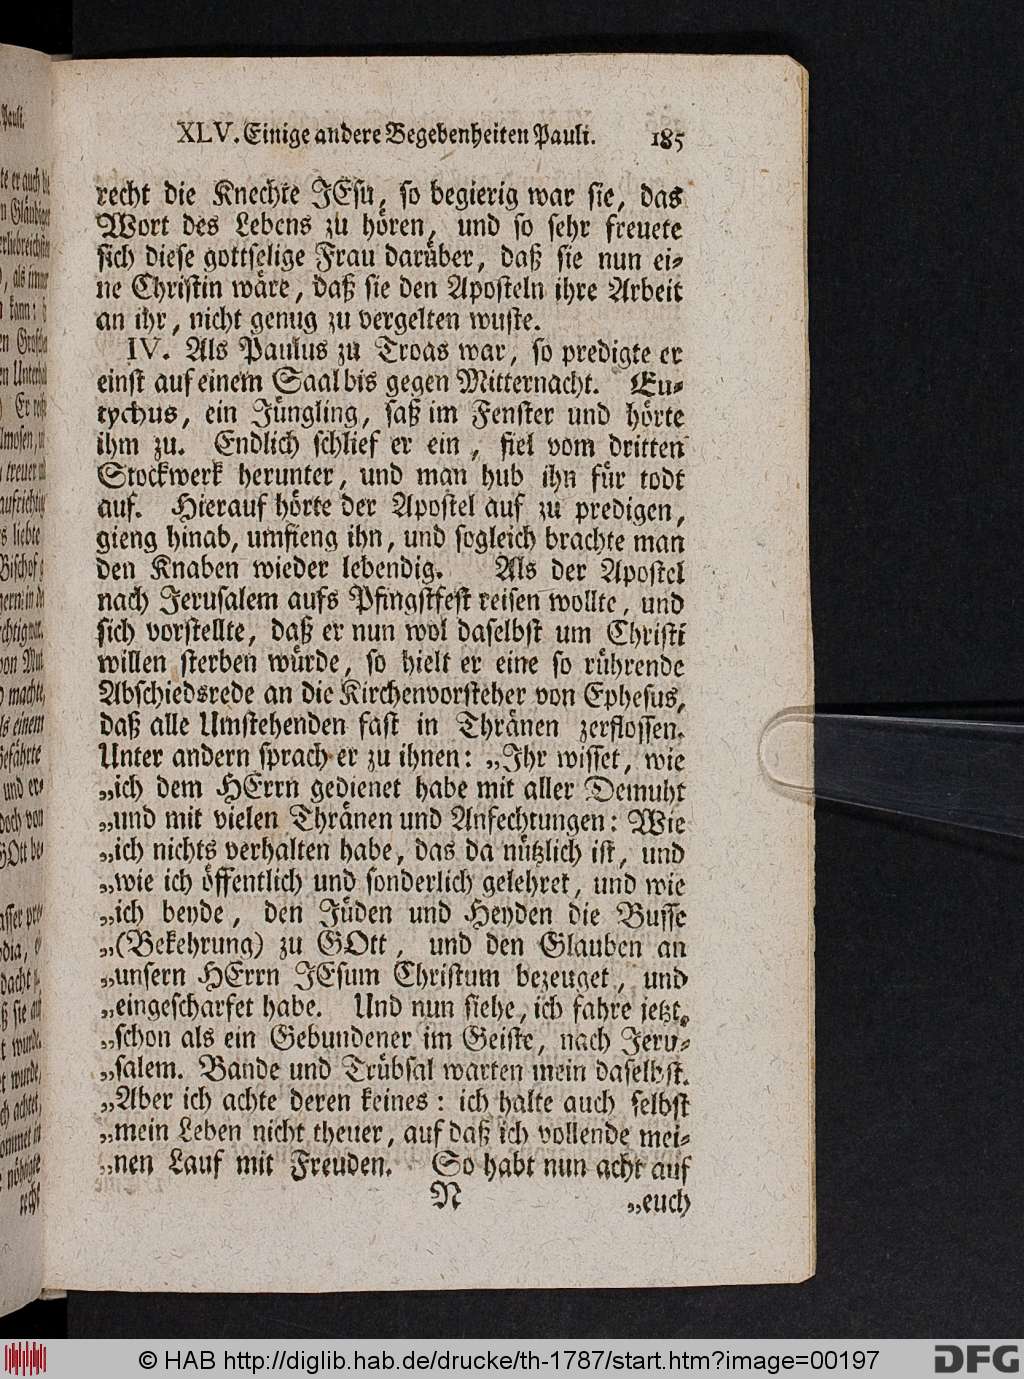 XLV. Einige andere Begebenheiten Pauli. 185
recht die Knechte JEsu, so begierig war sie, das
Wort des Lebens zu hören, und so sehr freuete
sich diese gottselige Frau darüber, daß sie nun ei-
ne Christin wäre, daß sie den Aposteln ihre Arbeit
an ihr, nicht genug zu vergelten wuste.
IV. Als Paulus zu Troas war, so predigte er
einst auf einem Saal bis gegen Mitternacht. Eu-
tychus, ein Jüngling, saß im Fenster und hörte
ihm zu. Endlich schlief er ein, fiel vom dritten
Stockwerk herunter, und man hub ihn für todt
auf. Hierauf hörte der Apostel auf zu predigen,
gieng hinab, umfieng ihn, und sogleich brachte man
den Knaben wieder lebendig. Als der Apostel
nach Jerusalem aufs Pfingstfest reisen wollte, und
sich vorstellte, daß er nun wol daselbst um Christi
willen sterben würde, so hielt er eine so rührende
Abschiedsrede an die Kirchenvorsteher von Ephesus,
daß alle Umstehenden fast in Thränen zerflossen.
Unter andern sprach er zu ihnen: „Ihr wisset, wie
„ich dem HErrn gedienet habe mit aller Demuht
„und mit vielen Thränen und Anfechtungen: Wie
„ich nichts verhalten habe, das da nützlich ist, und
„wie ich öffentlich und sonderlich gelehret, und wie
„ich beyde, den Jüden und Heyden die Busse
„(Bekehrung) zu GOtt, und den Glauben an
„unsern HErrn JEsum Christum bezeuget, und
„eingescharfet habe. Und nun siehe, ich fahre jetzt,
„schon als ein Gebundener im Geiste, nach Jeru-
„salem. Bande und Trübsal warten mein daselbst.
„Aber ich achte deren keines: ich halte auch selbst
„mein Leben nicht theuer, auf daß ich vollende mei-
„nen Lauf mit Freuden. So habt nun acht auf
N „euch
© HAB http://diglib.hab.de/drucke/th-1787/start.htm?image=00197 DFG